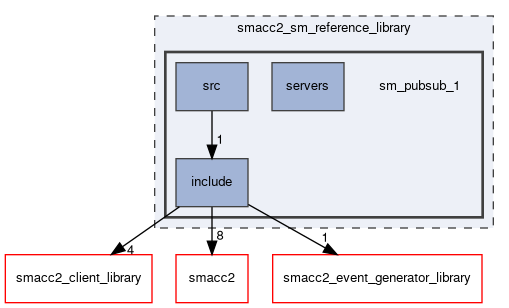 smacc2_sm_reference_library
src
servers
sm_pubsub_1
1
include
4
8
1
smacc2_client_library
smacc2
smacc2_event_generator_library